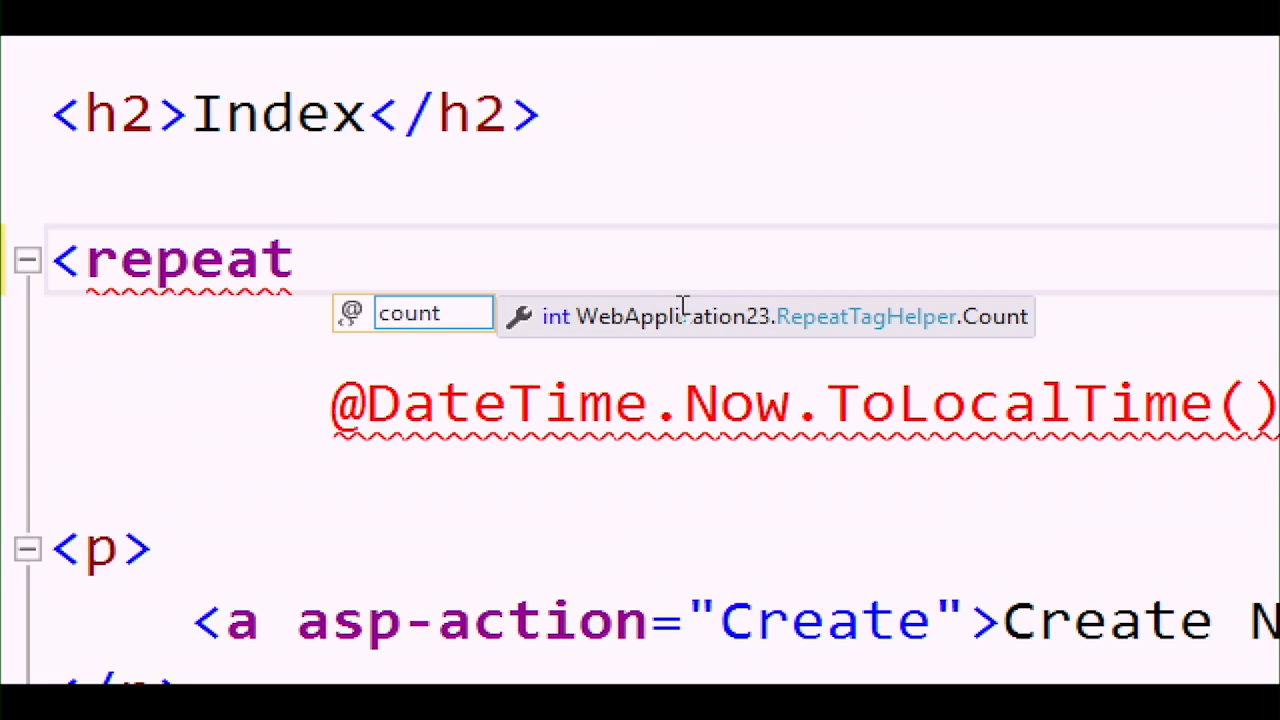 <h2>Index</h2>
<repeat
count
int WebApplication23.RepeatTagHelper.Count
@DateTime.Now.ToLocalTime()
<p>
<a asp-action="Create">Create N
</p>